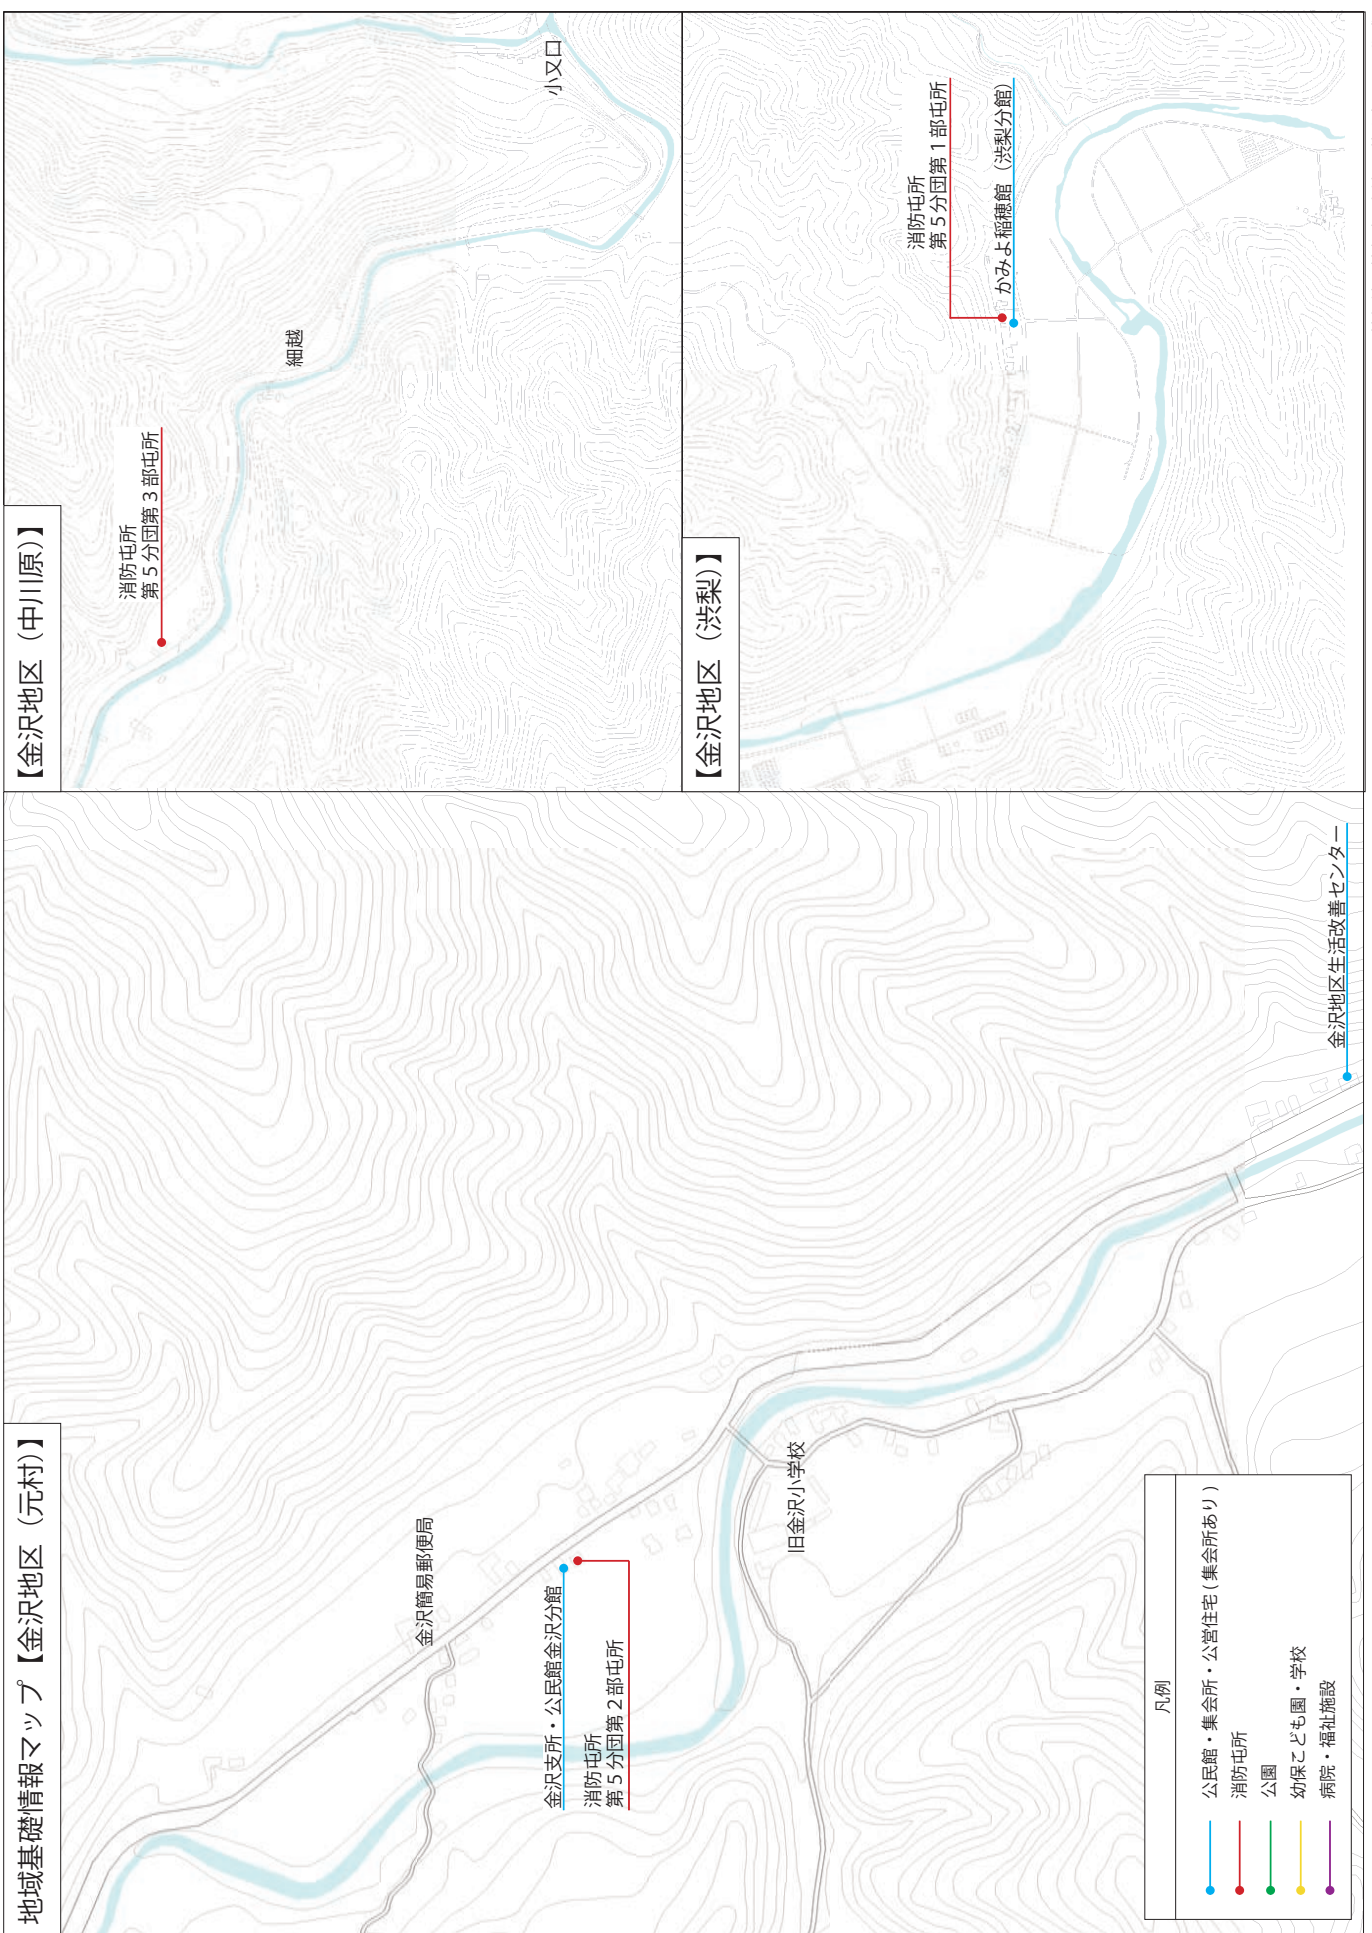 地域基礎情報マップ【金沢地区（元村）】
金沢簡易郵便局
金沢支所・公民館金沢分館
消防屯所
第５分団第２部屯所
旧金沢小学校
金沢地区生活改善センター
凡例
公民館・集会所・公営住宅（集会所あり）
消防屯所
公園
幼保こども園・学校
病院・福祉施設
【金沢地区（中川原）】
消防屯所
第５分団第３部屯所
細越
小又口
【金沢地区（渋梨）】
消防屯所
第５分団第１部屯所
かみよ稲穂館（渋梨分館）